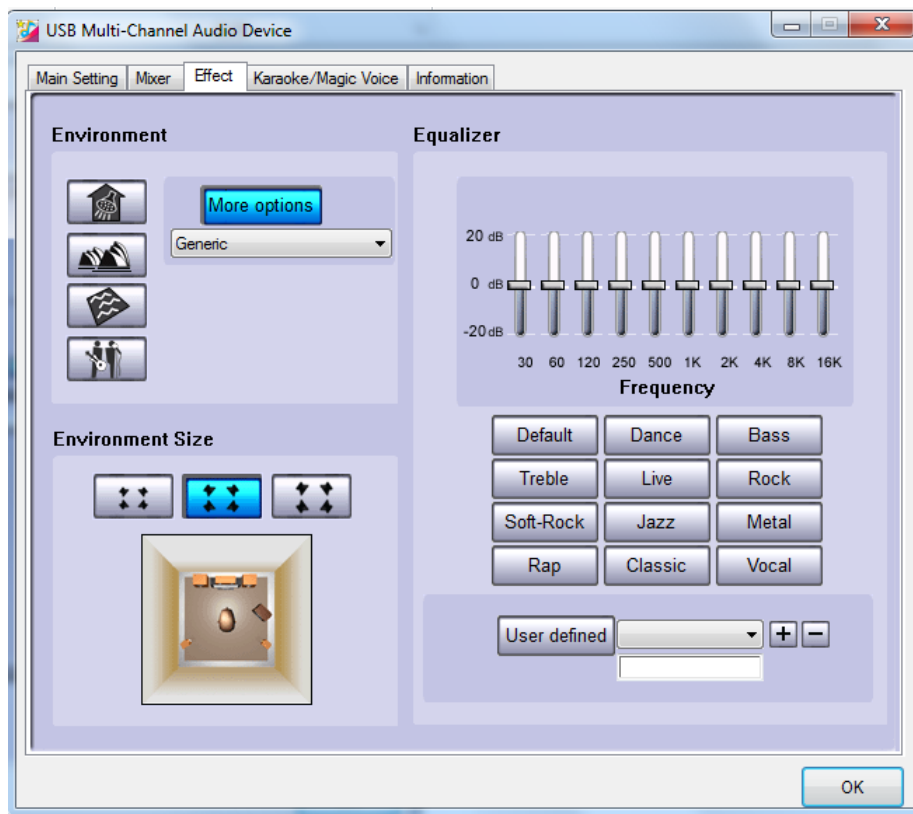 USB Multi-Channel Audio Device
Main Setting Mixer Effect Karaoke/Magic Voice Information
Environment
More options
Generic
Environment Size
Equalizer
20 dB
0 dB
-20 dB
30 60 120 250 500 1K 2K 4K 8K 16K
Frequency
Default Dance Bass
Treble Live Rock
Soft-Rock Jazz Metal
Rap Classic Vocal
User defined
OK